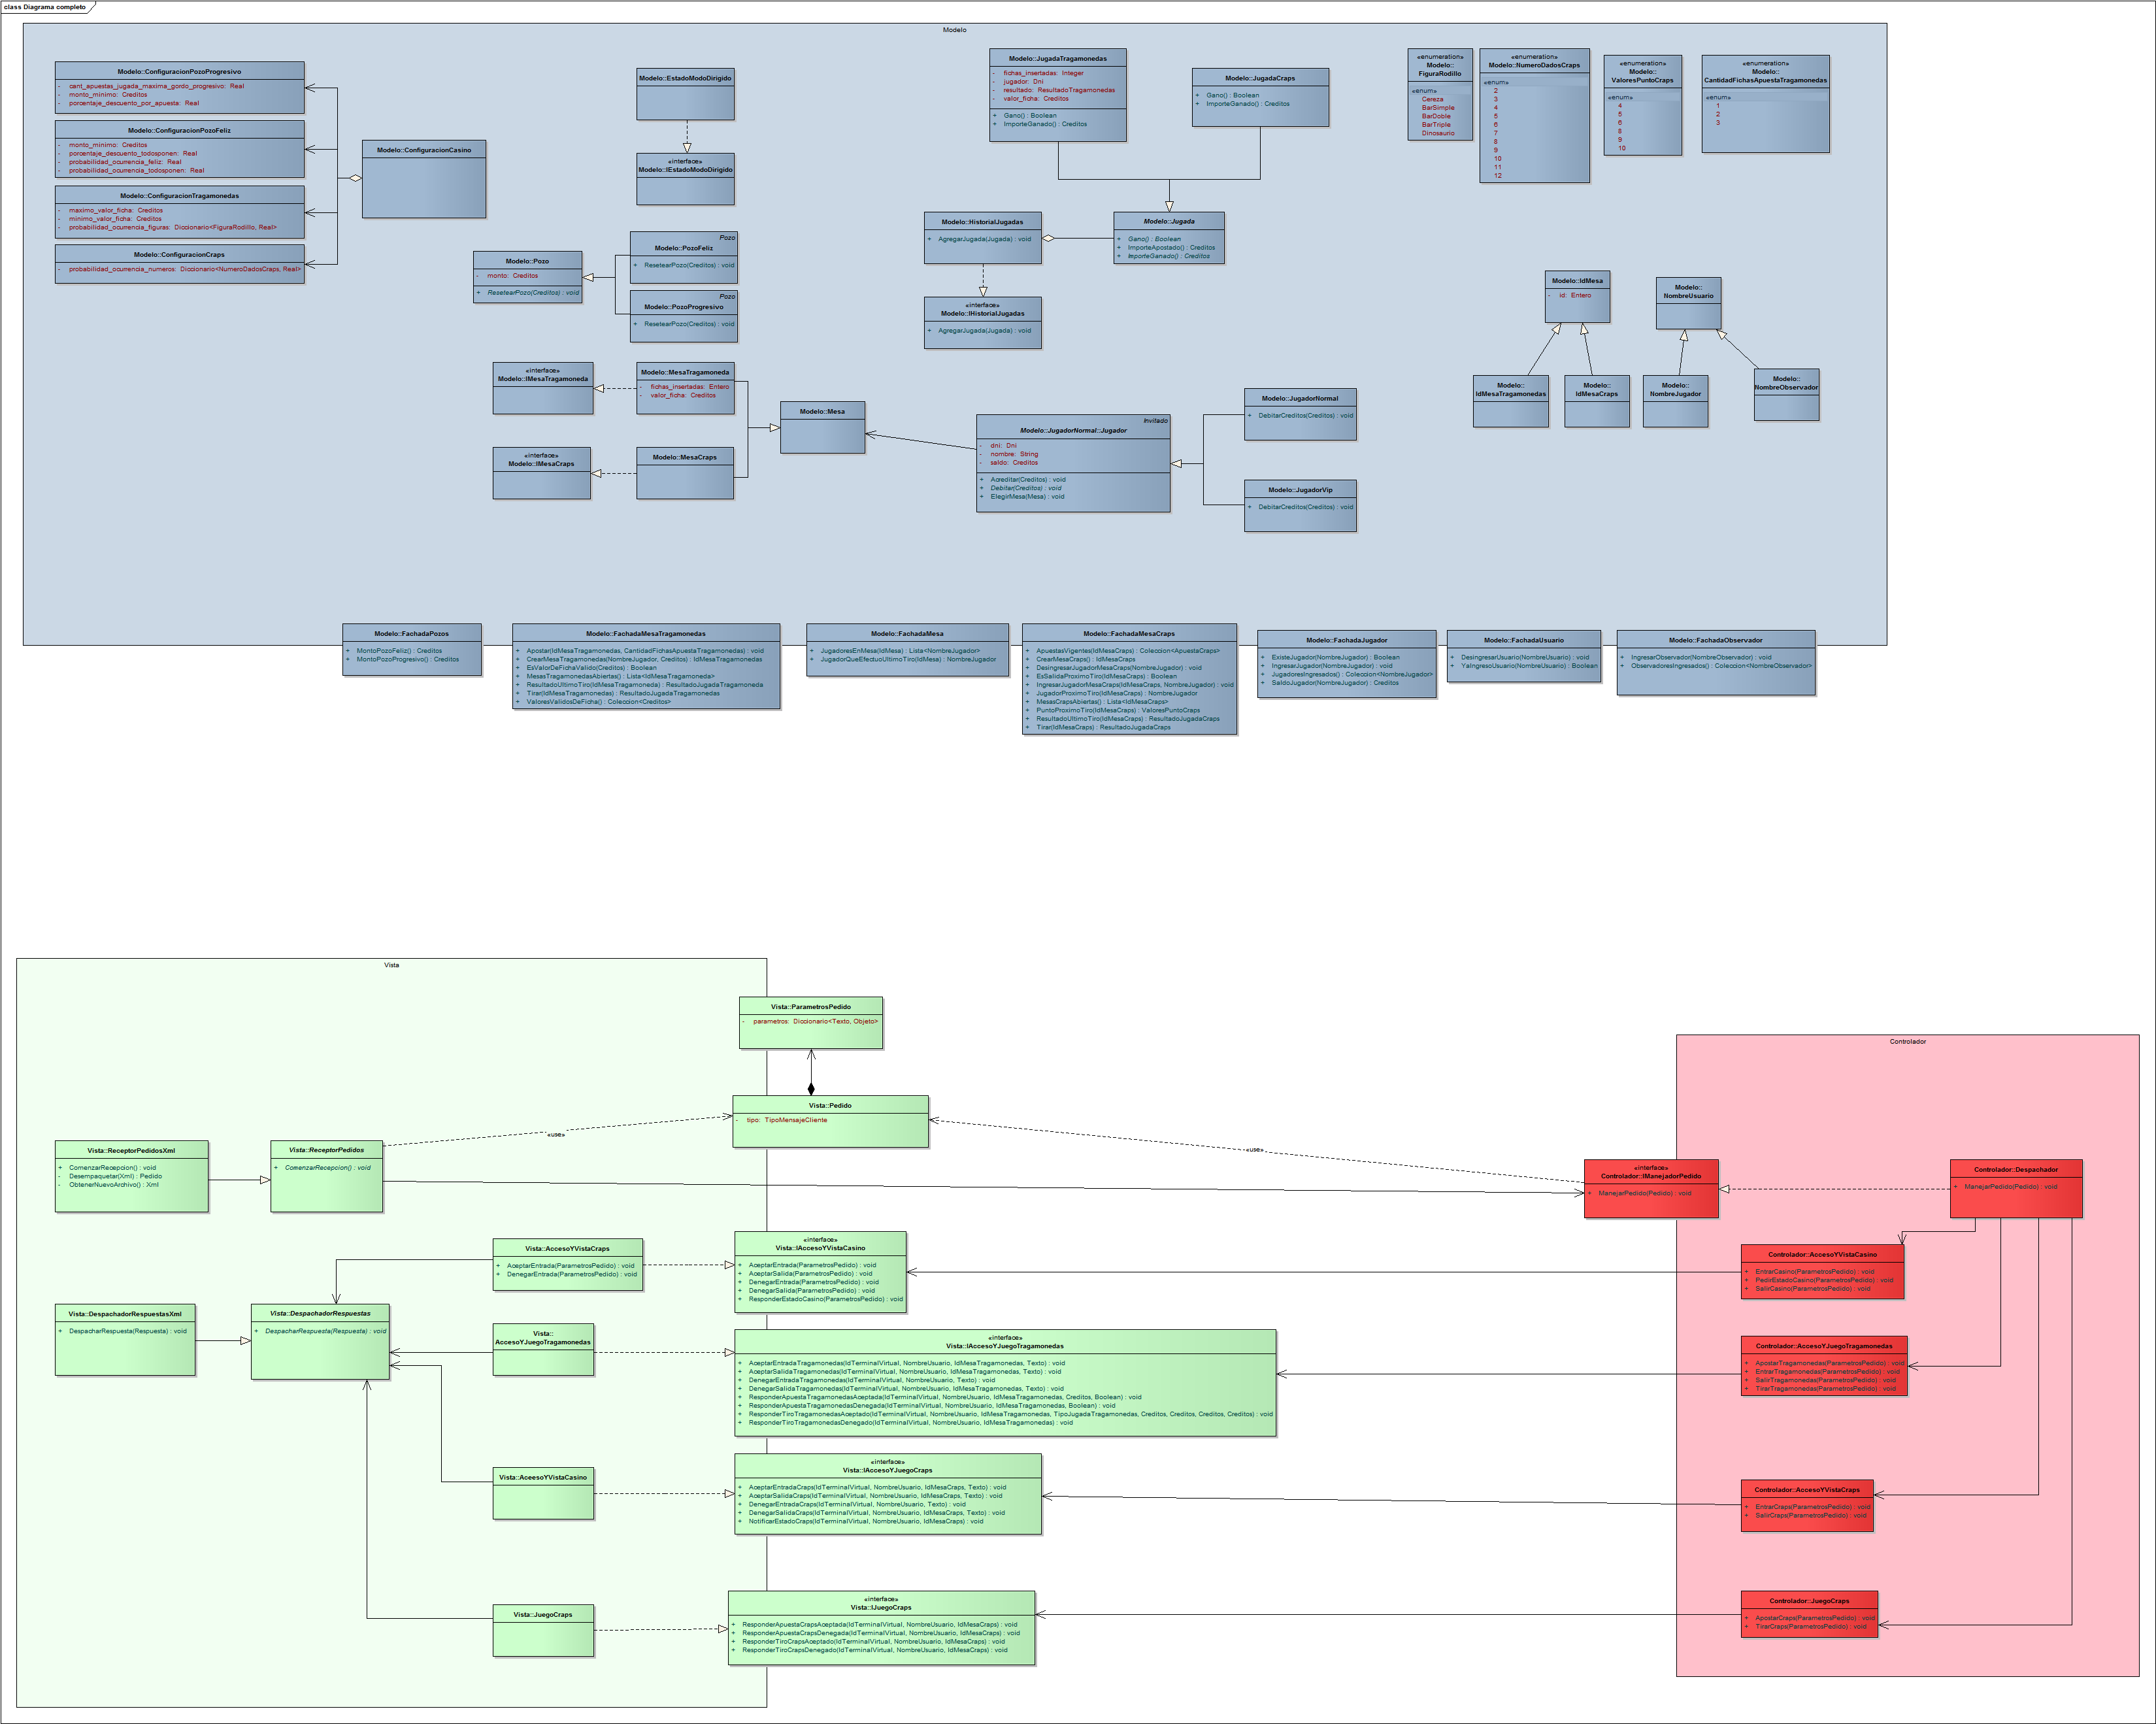 class Diagrama completo
Modelo
Modelo::ConfiguracionPozoProgresivo
- cant_apuestas_jugada_maxima_gordo_progresivo: Real
- monto_minimo: Creditos
- porcentaje_descuento_por_apuesta: Real
Modelo::ConfiguracionPozoFeliz
- monto_minimo: Creditos
- porcentaje_descuento_todosponen: Real
- probabilidad_ocurrencia_feliz: Real
- probabilidad_ocurrencia_todosponen: Real
Modelo::ConfiguracionTragamonedas
- maximo_valor_ficha: Creditos
- minimo_valor_ficha: Creditos
- probabilidad_ocurrencia_figuras: Diccionario<FiguraRodillo, Real>
Modelo::ConfiguracionCraps
- probabilidad_ocurrencia_numeros: Diccionario<NumeroDadosCraps, Real>
Modelo::ConfiguracionCasino
Modelo::EstadoModoDirigido
«interface»
Modelo::IEstadoModoDirigido
Modelo::Pozo
- monto: Creditos
+ ResetearPozo(Creditos) : void
Pozo
Modelo::PozoFeliz
+ ResetearPozo(Creditos) : void
Pozo
Modelo::PozoProgresivo
+ ResetearPozo(Creditos) : void
«interface»
Modelo::IMesaTragamoneda
Modelo::MesaTragamoneda
- fichas_insertadas: Entero
- valor_ficha: Creditos
«interface»
Modelo::IMesaCraps
Modelo::MesaCraps
Modelo::Mesa
Modelo::JugadaTragamonedas
- fichas_insertadas: Integer
- jugador: Dni
- resultado: ResultadoTragamonedas
- valor_ficha: Creditos
+ Gano() : Boolean
+ ImporteGanado() : Creditos
Modelo::JugadaCraps
+ Gano() : Boolean
+ ImporteGanado() : Creditos
Modelo::HistorialJugadas
+ AgregarJugada(Jugada) : void
Modelo::Jugada
+ Gano() : Boolean
+ ImporteApostado() : Creditos
+ ImporteGanado() : Creditos
«interface»
Modelo::IHistorialJugadas
+ AgregarJugada(Jugada) : void
Invitado
Modelo::JugadorNormal::Jugador
- dni: Dni
- nombre: String
- saldo: Creditos
+ Acreditar(Creditos) : void
+ Debitar(Creditos) : void
+ ElegirMesa(Mesa) : void
Modelo::JugadorNormal
+ DebitarCreditos(Creditos) : void
Modelo::JugadorVip
+ DebitarCreditos(Creditos) : void
«enumeration»
Modelo::
FiguraRodillo
«enum»
Cereza
BarSimple
BarDoble
BarTriple
Dinosaurio
«enumeration»
Modelo::NumeroDadosCraps
«enum»
2
3
4
5
6
7
8
9
10
11
12
«enumeration»
Modelo::
ValoresPuntoCraps
«enum»
4
5
6
8
9
10
«enumeration»
Modelo::
CantidadFichasApuestaTragamonedas
«enum»
1
2
3
Modelo::IdMesa
- id: Entero
Modelo::
NombreUsuario
Modelo::
IdMesaTragamonedas
Modelo::
IdMesaCraps
Modelo::
NombreJugador
Modelo::
NombreObservador
Modelo::FachadaPozos
+ MontoPozoFeliz() : Creditos
+ MontoPozoProgresivo() : Creditos
Modelo::FachadaMesaTragamonedas
+ Apostar(IdMesaTragamonedas, CantidadFichasApuestaTragamonedas) : void
+ CrearMesaTragamonedas(NombreJugador, Creditos) : IdMesaTragamonedas
+ EsValorDeFichaValido(Creditos) : Boolean
+ MesasTragamonedasAbiertas() : Lista<IdMesaTragamoneda>
+ ResultadoUltimoTiro(IdMesaTragamoneda) : ResultadoJugadaTragamoneda
+ Tirar(IdMesaTragamonedas) : ResultadoJugadaTragamonedas
+ ValoresValidosDeFicha() : Coleccion<Creditos>
Modelo::FachadaMesa
+ JugadoresEnMesa(IdMesa) : Lista<NombreJugador>
+ JugadorQueEfectuoUltimoTiro(IdMesa) : NombreJugador
Modelo::FachadaMesaCraps
+ ApuestasVigentes(IdMesaCraps) : Coleccion<ApuestaCraps>
+ CrearMesaCraps() : IdMesaCraps
+ DesingresarJugadorMesaCraps(NombreJugador) : void
+ EsSalidaProximoTiro(IdMesaCraps) : Boolean
+ IngresarJugadorMesaCraps(IdMesaCraps, NombreJugador) : void
+ JugadorProximoTiro(IdMesaCraps) : NombreJugador
+ MesasCrapsAbiertas() : Lista<IdMesaCraps>
+ PuntoProximoTiro(IdMesaCraps) : ValoresPuntoCraps
+ ResultadoUltimoTiro(IdMesaCraps) : ResultadoJugadaCraps
+ Tirar(IdMesaCraps) : ResultadoJugadaCraps
Modelo::FachadaJugador
+ ExisteJugador(NombreJugador) : Boolean
+ IngresarJugador(NombreJugador) : void
+ JugadoresIngresados() : Coleccion<NombreJugador>
+ SaldoJugador(NombreJugador) : Creditos
Modelo::FachadaUsuario
+ DesingresarUsuario(NombreUsuario) : void
+ YaIngresoUsuario(NombreUsuario) : Boolean
Modelo::FachadaObservador
+ IngresarObservador(NombreObservador) : void
+ ObservadoresIngresados() : Coleccion<NombreObservador>
Vista
Vista::ParametrosPedido
- parametros: Diccionario<Texto, Objeto>
Vista::Pedido
- tipo: TipoMensajeCliente
«use»
«use»
Vista::ReceptorPedidosXml
+ ComenzarRecepcion() : void
- Desempaquetar(Xml) : Pedido
- ObtenerNuevoArchivo() : Xml
Vista::ReceptorPedidos
+ ComenzarRecepcion() : void
Vista::AccesoYVistaCraps
+ AceptarEntrada(ParametrosPedido) : void
+ DenegarEntrada(ParametrosPedido) : void
«interface»
Vista::IAccesoYVistaCasino
+ AceptarEntrada(ParametrosPedido) : void
+ AceptarSalida(ParametrosPedido) : void
+ DenegarEntrada(ParametrosPedido) : void
+ DenegarSalida(ParametrosPedido) : void
+ ResponderEstadoCasino(ParametrosPedido) : void
Vista::DespachadorRespuestasXml
+ DespacharRespuesta(Respuesta) : void
Vista::DespachadorRespuestas
+ DespacharRespuesta(Respuesta) : void
Vista::
AccesoYJuegoTragamonedas
«interface»
Vista::IAccesoYJuegoTragamonedas
+ AceptarEntradaTragamonedas(IdTerminalVirtual, NombreUsuario, IdMesaTragamonedas, Texto) : void
+ AceptarSalidaTragamonedas(IdTerminalVirtual, NombreUsuario, IdMesaTragamonedas, Texto) : void
+ DenegarEntradaTragamonedas(IdTerminalVirtual, NombreUsuario, Texto) : void
+ DenegarSalidaTragamonedas(IdTerminalVirtual, NombreUsuario, IdMesaTragamonedas, Texto) : void
+ ResponderApuestaTragamonedasAceptada(IdTerminalVirtual, NombreUsuario, IdMesaTragamonedas, Creditos, Boolean) : void
+ ResponderApuestaTragamonedasDenegada(IdTerminalVirtual, NombreUsuario, IdMesaTragamonedas, Boolean) : void
+ ResponderTiroTragamonedasAceptado(IdTerminalVirtual, NombreUsuario, IdMesaTragamonedas, TipoJugadaTragamonedas, Creditos, Creditos, Creditos, Creditos) : void
+ ResponderTiroTragamonedasDenegado(IdTerminalVirtual, NombreUsuario, IdMesaTragamonedas) : void
Vista::AceesoYVistaCasino
«interface»
Vista::IAccesoYJuegoCraps
+ AceptarEntradaCraps(IdTerminalVirtual, NombreUsuario, IdMesaCraps, Texto) : void
+ AceptarSalidaCraps(IdTerminalVirtual, NombreUsuario, IdMesaCraps, Texto) : void
+ DenegarEntradaCraps(IdTerminalVirtual, NombreUsuario, Texto) : void
+ DenegarSalidaCraps(IdTerminalVirtual, NombreUsuario, IdMesaCraps, Texto) : void
+ NotificarEstadoCraps(IdTerminalVirtual, NombreUsuario, IdMesaCraps) : void
Vista::JuegoCraps
«interface»
Vista::IJuegoCraps
+ ResponderApuestaCrapsAceptada(IdTerminalVirtual, NombreUsuario, IdMesaCraps) : void
+ ResponderApuestaCrapsDenegada(IdTerminalVirtual, NombreUsuario, IdMesaCraps) : void
+ ResponderTiroCrapsAceptado(IdTerminalVirtual, NombreUsuario, IdMesaCraps) : void
+ ResponderTiroCrapsDenegado(IdTerminalVirtual, NombreUsuario, IdMesaCraps) : void
Controlador
«interface»
Controlador::IManejadorPedido
+ ManejarPedido(Pedido) : void
Controlador::Despachador
+ ManejarPedido(Pedido) : void
Controlador::AccesoYVistaCasino
+ EntrarCasino(ParametrosPedido) : void
+ PedirEstadoCasino(ParametrosPedido) : void
+ SalirCasino(ParametrosPedido) : void
Controlador::AccesoYJuegoTragamonedas
+ ApostarTragamonedas(ParametrosPedido) : void
+ EntrarTragamonedas(ParametrosPedido) : void
+ SalirTragamonedas(ParametrosPedido) : void
+ TirarTragamonedas(ParametrosPedido) : void
Controlador::AccesoYVistaCraps
+ EntrarCraps(ParametrosPedido) : void
+ SalirCraps(ParametrosPedido) : void
Controlador::JuegoCraps
+ ApostarCraps(ParametrosPedido) : void
+ TirarCraps(ParametrosPedido) : void